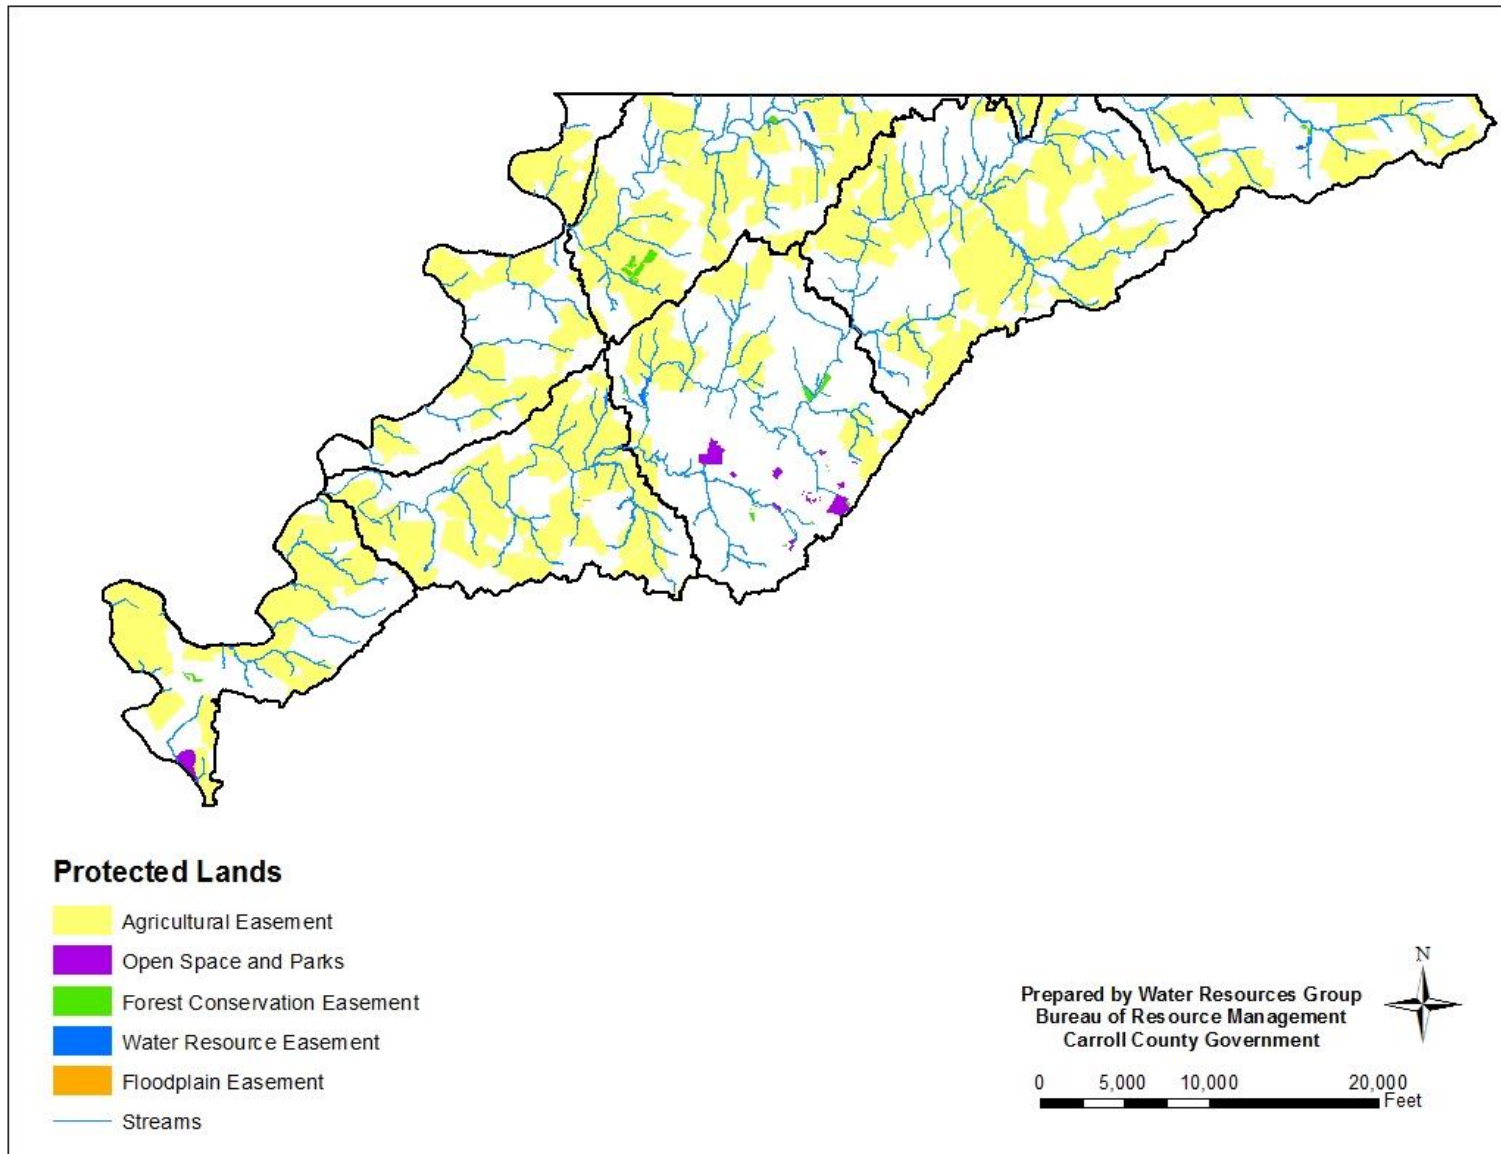 Protected Lands
Agricultural Easement
Open Space and Parks
Forest Conservation Easement
Water Resource Easement
Floodplain Easement
Streams
N
Prepared by Water Resources Group
Bureau of Resource Management
Carroll County Government
0 5,000 10,000 20,000
Feet